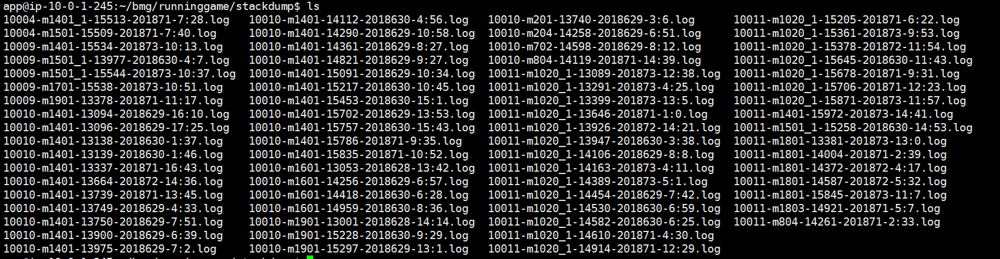 app@ip-10-0-1-245:~/bmg/runninggame/stackdump$ ls
10004-m1401_1-15513-201871-7:28.log 10010-m1401-14112-2018630-4:56.log 10010-m201-13740-2018629-3:6.log 10011-m1020_1-15205-201871-6:22.log
10004-m1501-15509-201871-7:40.log 10010-m1401-14290-2018629-10:58.log 10010-m204-14258-2018629-6:51.log 10011-m1020_1-15361-201873-9:53.log
10009-m1401-15534-201873-10:13.log 10010-m1401-14361-2018629-8:27.log 10010-m702-14598-2018629-8:12.log 10011-m1020_1-15378-201872-11:54.log
10009-m1501_1-13977-2018630-4:7.log 10010-m1401-14821-2018629-9:27.log 10010-m804-14119-201871-14:39.log 10011-m1020_1-15645-2018630-11:43.log
10009-m1501_1-15544-201873-10:37.log 10010-m1401-15091-2018629-10:34.log 10011-m1020_1-13089-201873-12:38.log 10011-m1020_1-15678-201871-9:31.log
10009-m1701-15538-201873-10:51.log 10010-m1401-15217-2018630-10:45.log 10011-m1020_1-13291-201873-4:25.log 10011-m1020_1-15706-201871-12:23.log
10009-m1901-13378-201871-11:17.log 10010-m1401-15453-2018630-15:1.log 10011-m1020_1-13399-201873-13:5.log 10011-m1020_1-15871-201873-11:57.log
10010-m1401-13094-2018629-16:10.log 10010-m1401-15702-2018629-13:53.log 10011-m1020_1-13646-201871-1:0.log 10011-m1401-15972-201873-14:41.log
10010-m1401-13096-2018629-17:25.log 10010-m1401-15757-2018630-15:43.log 10011-m1020_1-13926-201872-14:21.log 10011-m1501_1-15258-2018630-14:53.log
10010-m1401-13138-2018630-1:37.log 10010-m1401-15786-201871-9:35.log 10011-m1020_1-13947-2018630-3:38.log 10011-m1801-13381-201873-13:0.log
10010-m1401-13139-2018630-1:46.log 10010-m1401-15835-201871-10:52.log 10011-m1020_1-14106-2018629-8:8.log 10011-m1801-14004-201871-2:39.log
10010-m1401-13337-201871-16:43.log 10010-m1601-13053-2018628-13:42.log 10011-m1020_1-14163-201873-4:11.log 10011-m1801-14372-201872-4:17.log
10010-m1401-13664-201872-14:36.log 10010-m1601-14256-2018629-6:57.log 10011-m1020_1-14389-201873-5:1.log 10011-m1801-14587-201872-5:32.log
10010-m1401-13739-201871-13:45.log 10010-m1601-14418-2018630-6:28.log 10011-m1020_1-14454-2018629-7:42.log 10011-m1801-15845-201873-11:7.log
10010-m1401-13749-2018629-4:33.log 10010-m1601-14959-2018630-8:36.log 10011-m1020_1-14530-2018630-6:59.log 10011-m1803-14921-201871-5:7.log
10010-m1401-13750-2018629-7:51.log 10010-m1901-13001-2018628-14:14.log 10011-m1020_1-14582-2018630-6:25.log 10011-m804-14261-201871-2:33.log
10010-m1401-13900-2018629-6:39.log 10010-m1901-15228-2018630-9:29.log 10011-m1020_1-14610-201871-4:30.log
10010-m1401-13975-2018629-7:2.log 10010-m1901-15297-2018629-13:1.log 10011-m1020_1-14914-201871-12:29.log